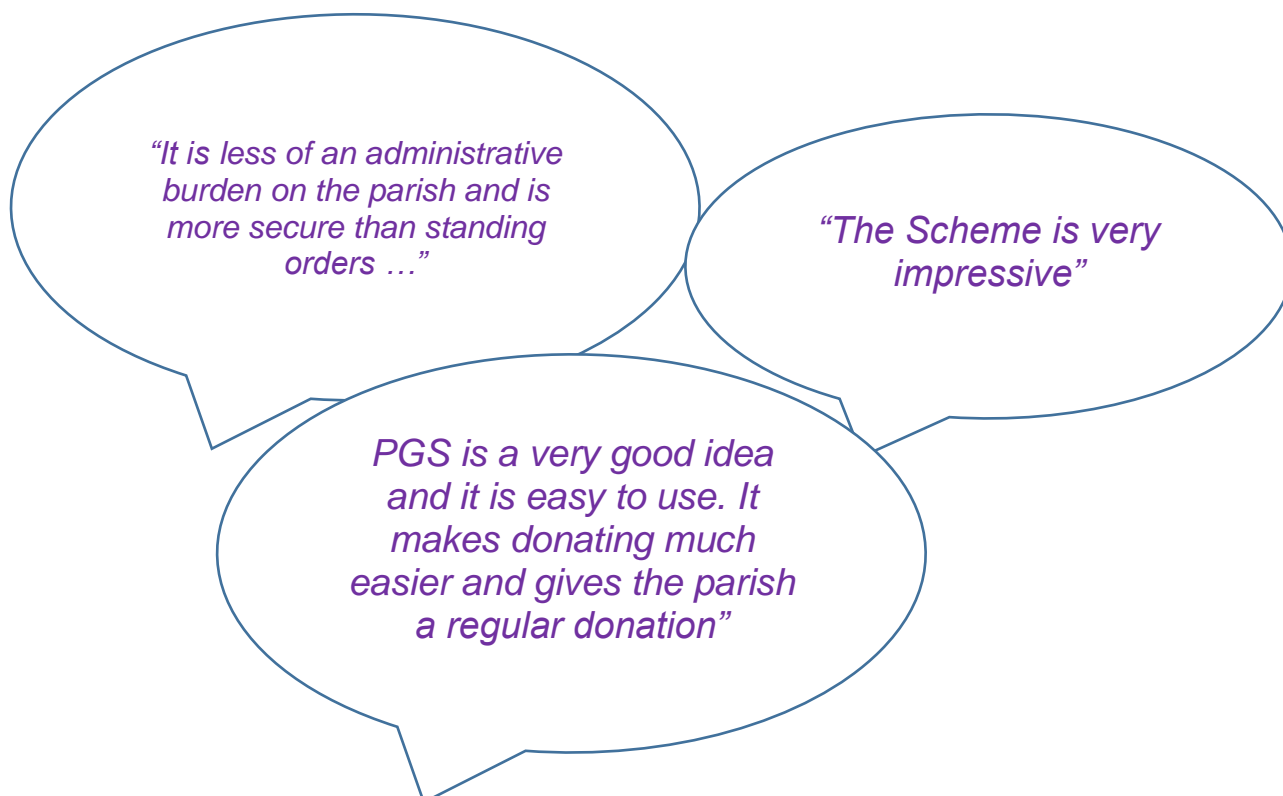 “It is less of an administrative
burden on the parish and is
more secure than standing
orders …”
“The Scheme is very
impressive”
PGS is a very good idea
and it is easy to use. It
makes donating much
easier and gives the parish
a regular donation”